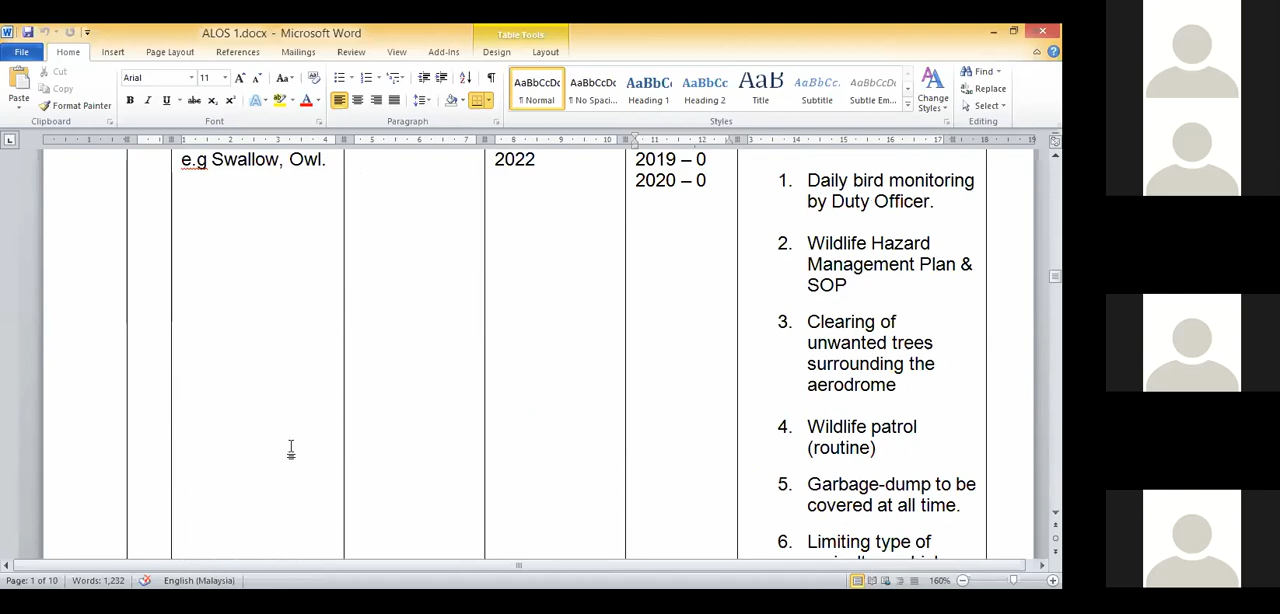 ALOS 1.docx - Microsoft Word
Table Tools
File Home Insert Page Layout References Mailings Review View Add-Ins Design Layout
Paste
Cut
Copy
Format Painter
Clipboard
Arial 11
Font
Paragraph
AaBbCcDc AaBbCcDc AaBbC AaBbCc AaB AaBbCc. AaBbCcDc
¶ Normal ¶ No Spaci... Heading 1 Heading 2 Title Subtitle Subtle Em...
Styles
Change Styles
Find
Replace
Select
Editing
e.g Swallow, Owl.
2022
2019 – 0
2020 – 0
1. Daily bird monitoring
by Duty Officer.
2. Wildlife Hazard
Management Plan &
SOP
3. Clearing of
unwanted trees
surrounding the
aerodrome
4. Wildlife patrol
(routine)
5. Garbage-dump to be
covered at all time.
6. Limiting type of
Page: 1 of 10 Words: 1,232 English (Malaysia) 160%